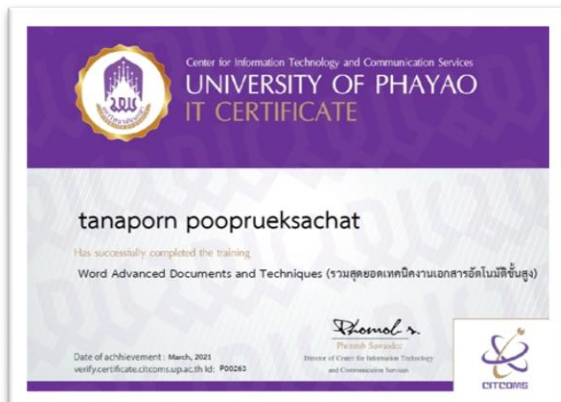 Center for Information Technology and Communication Services
UNIVERSITY OF PHAYAO
IT CERTIFICATE
tanaporn pooprueksachat
Has successfully completed the training
Word Advanced Documents and Techniques (รวมสุดยอดเทคนิคงานเอกสารอัตโนมัติขั้นสูง)
Director of Center for Information Technology
and Communication Services
Date of achhievement : March, 2021
verify.certificate.citcoms.up.ac.th Id: P00263
CITCOMS